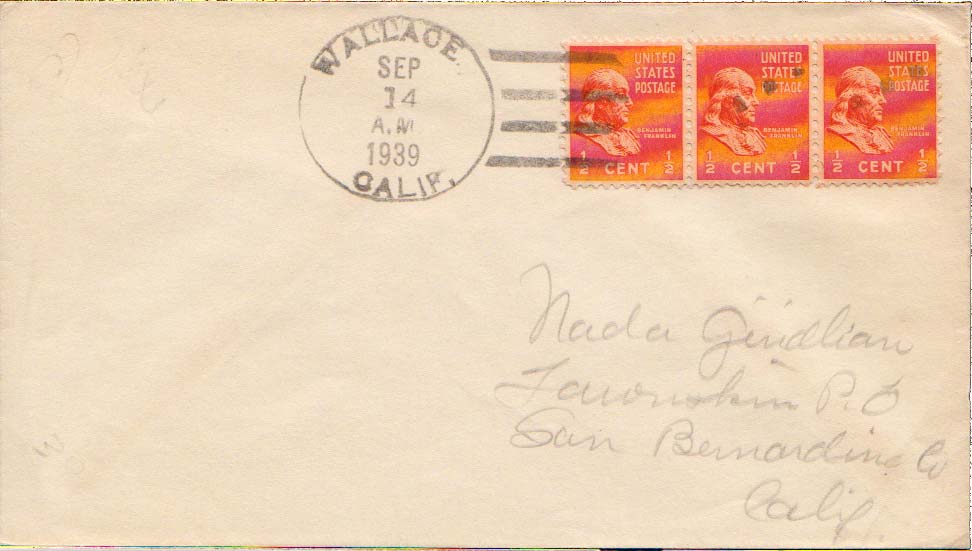 WALLACE
SEP
14
A.M
1939
CALIF.
UNITED
STATES
POSTAGE
BENJAMIN
FRANKLIN
1/2 CENT 1/2
UNITED
STATES
POSTAGE
BENJAMIN
FRANKLIN
1/2 CENT 1/2
UNITED
STATES
POSTAGE
BENJAMIN
FRANKLIN
1/2 CENT 1/2
Nada
P.O
San Bernardino Co
Calif.